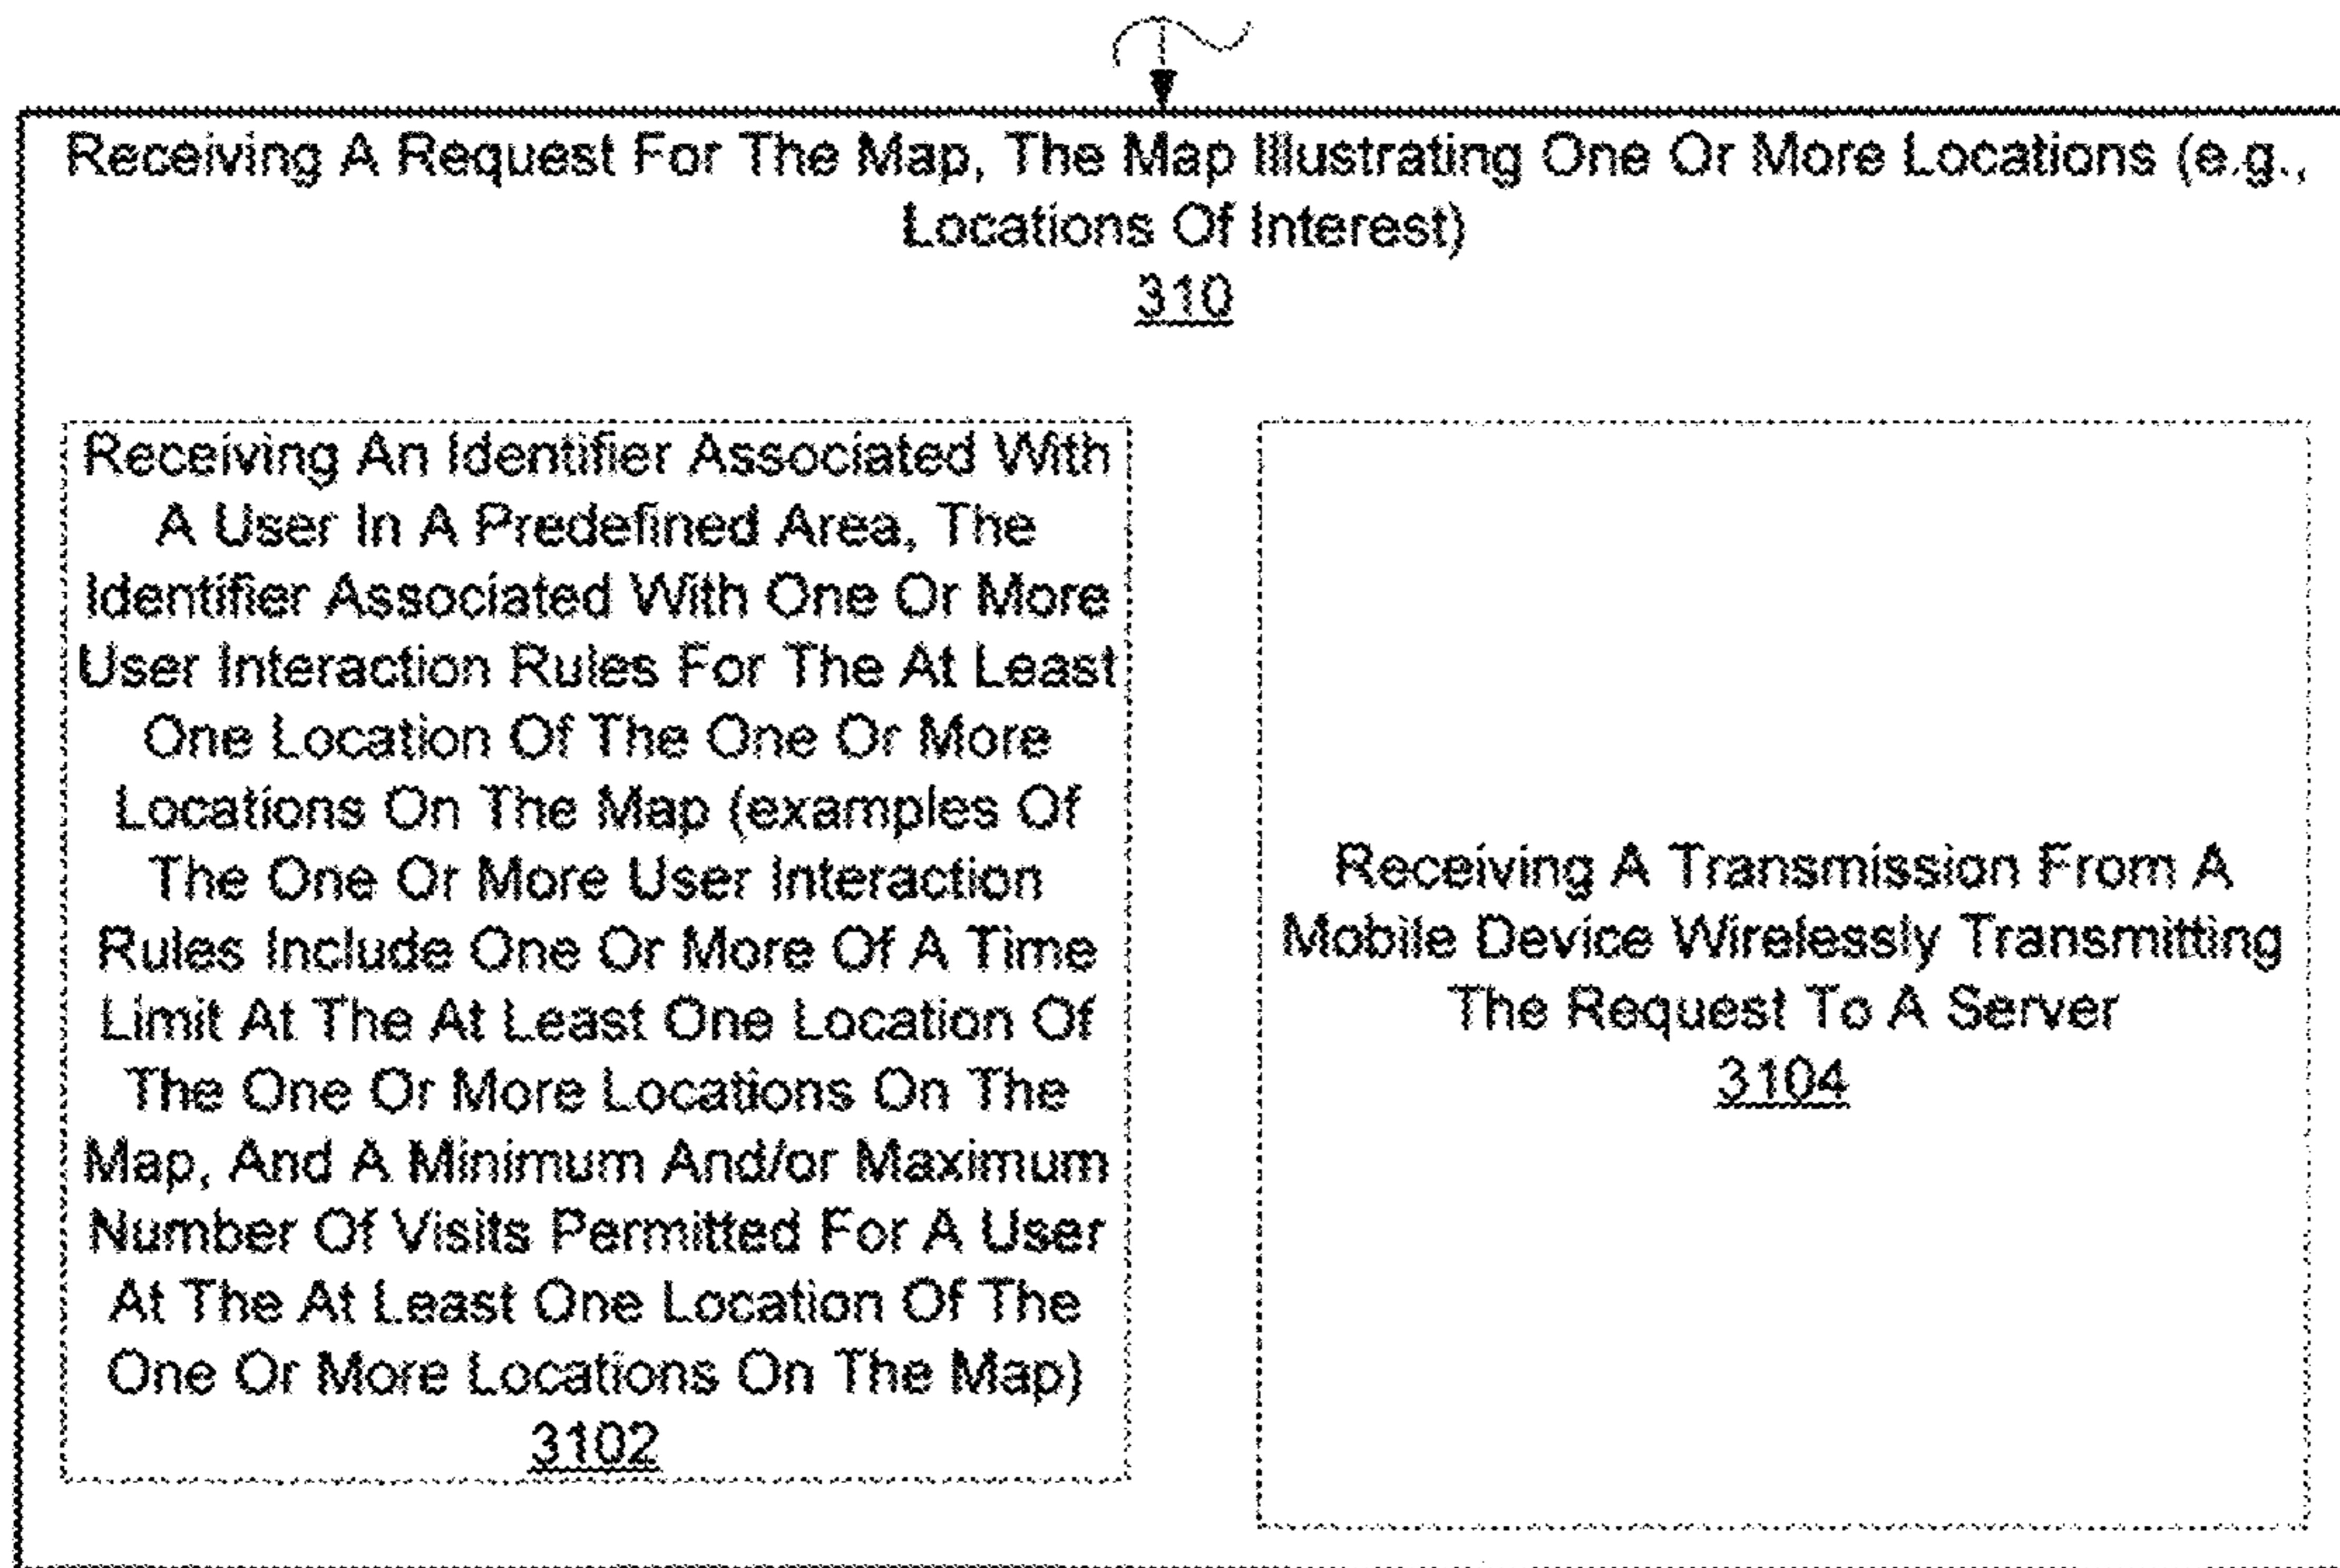 Receiving A Request For The Map, The Map Illustrating One Or More Locations (e.g.,
Locations Of Interest)
310
Receiving An Identifier Associated With
A User In A Predefined Area, The
Identifier Associated With One Or More
User Interaction Rules For The At Least
One Location Of The One Or More
Locations On The Map (examples Of
The One Or More User Interaction
Rules Include One Or More Of A Time
Limit At The At Least One Location Of
The One Or More Locations On The
Map, And A Minimum And/or Maximum
Number Of Visits Permitted For A User
At The At Least One Location Of The
One Or More Locations On The Map)
3102
Receiving A Transmission From A
Mobile Device Wirelessly Transmitting
The Request To A Server
3104